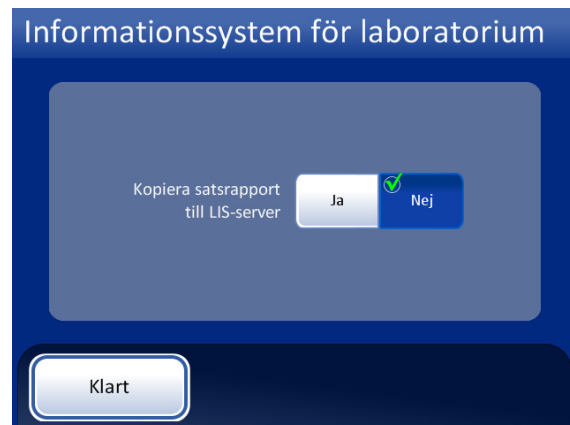 Informationssystem för laboratorium
Kopiera satsrapport
till LIS-server
Ja
Nej
Klart